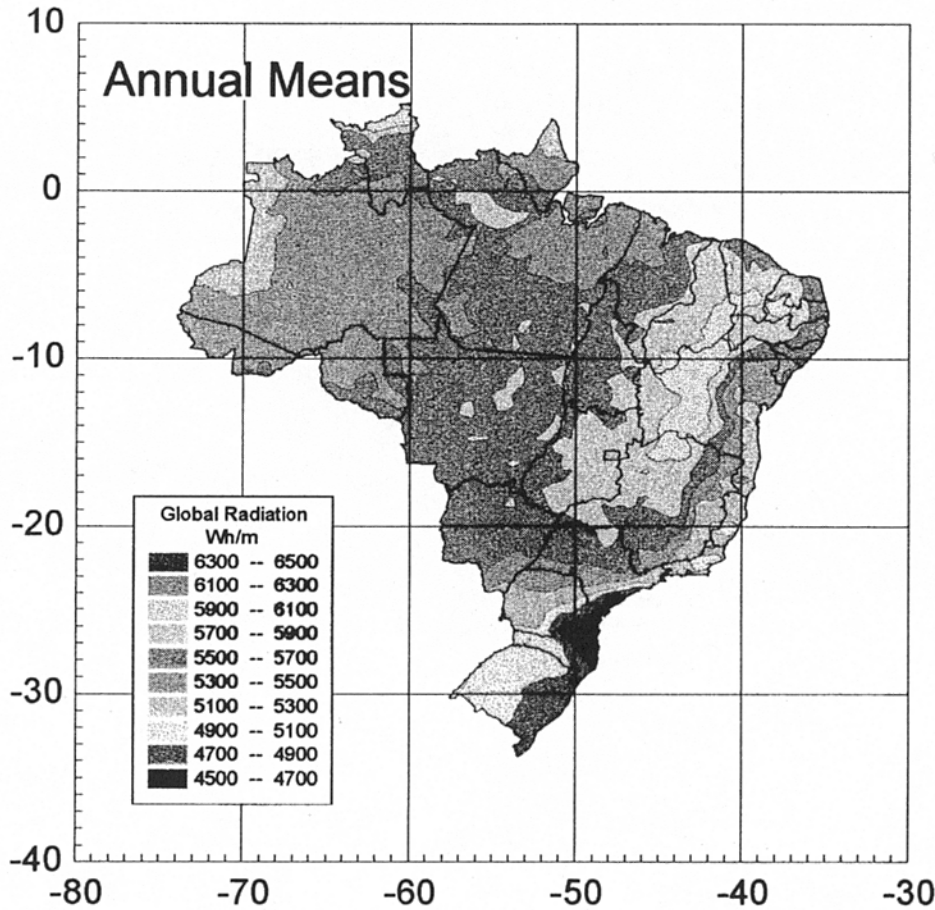 Annual Means
10
0
-10
-20
-30
-40
Global Radiation
Wh/m
6300 -- 6500
6100 -- 6300
5900 -- 6100
5700 -- 5900
5500 -- 5700
5300 -- 5500
5100 -- 5300
4900 -- 5100
4700 -- 4900
4500 -- 4700
-80 -70 -60 -50 -40 -30